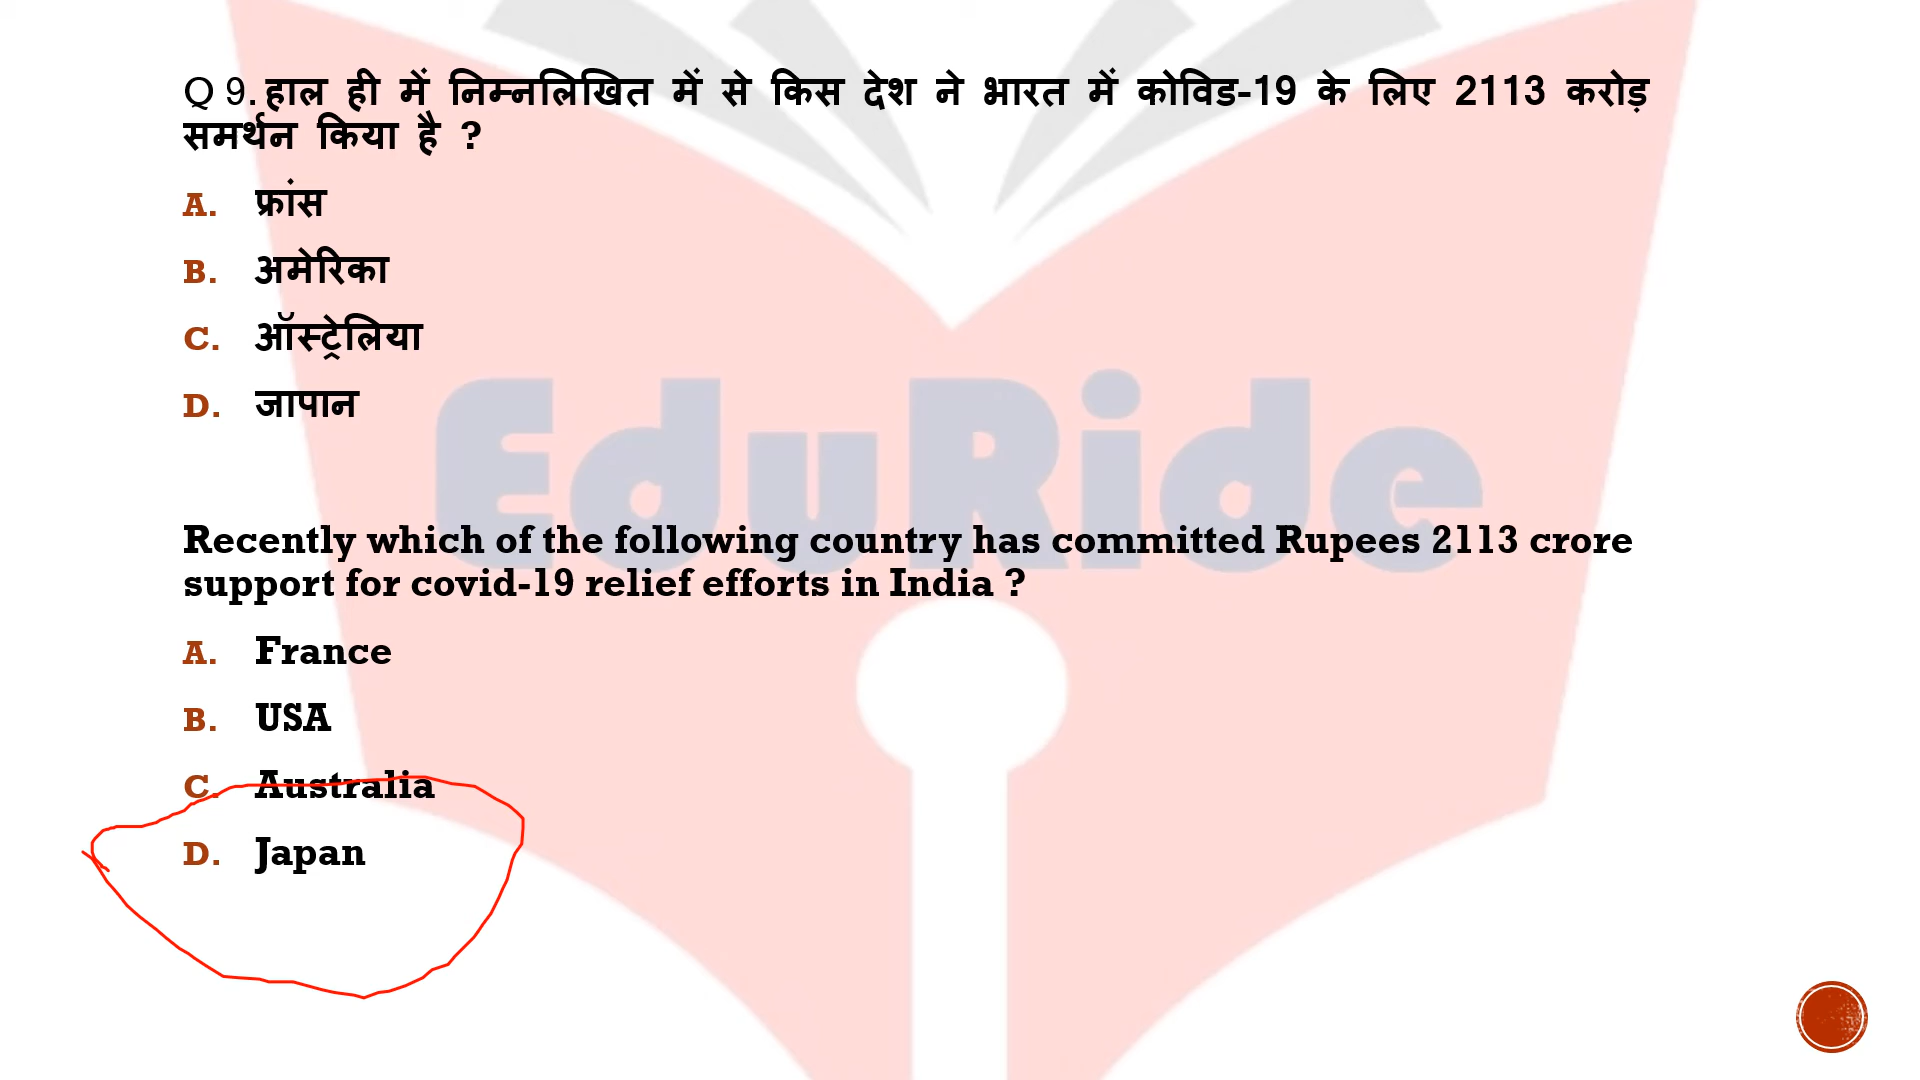 Q 9. हाल ही में निम्नलिखित में से किस देश ने भारत में कोविड-19 के लिए 2113 करोड़
समर्थन किया है ?
A. फ्रांस
B. अमेरिका
C. ऑस्ट्रेलिया
D. जापान
EduRide
Recently which of the following country has committed Rupees 2113 crore
support for covid-19 relief efforts in India ?
A. France
B. USA
C. Australia
D. Japan